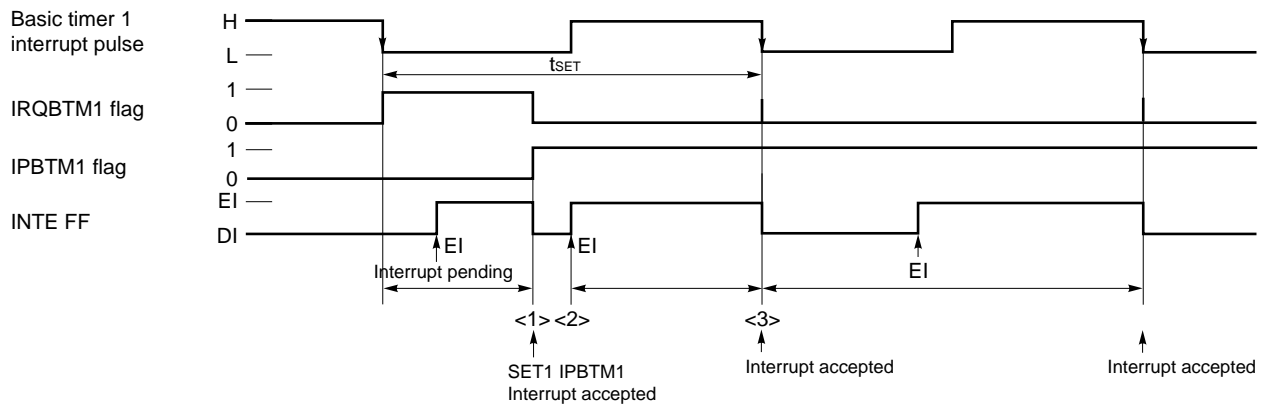 Basic timer 1
interrupt pulse
H
L
tSET
IRQBTM1 flag
1
0
IPBTM1 flag
1
0
INTE FF
EI
DI
EI
EI
EI
Interrupt pending
<1> <2> <3>
SET1 IPBTM1
Interrupt accepted
Interrupt accepted
Interrupt accepted